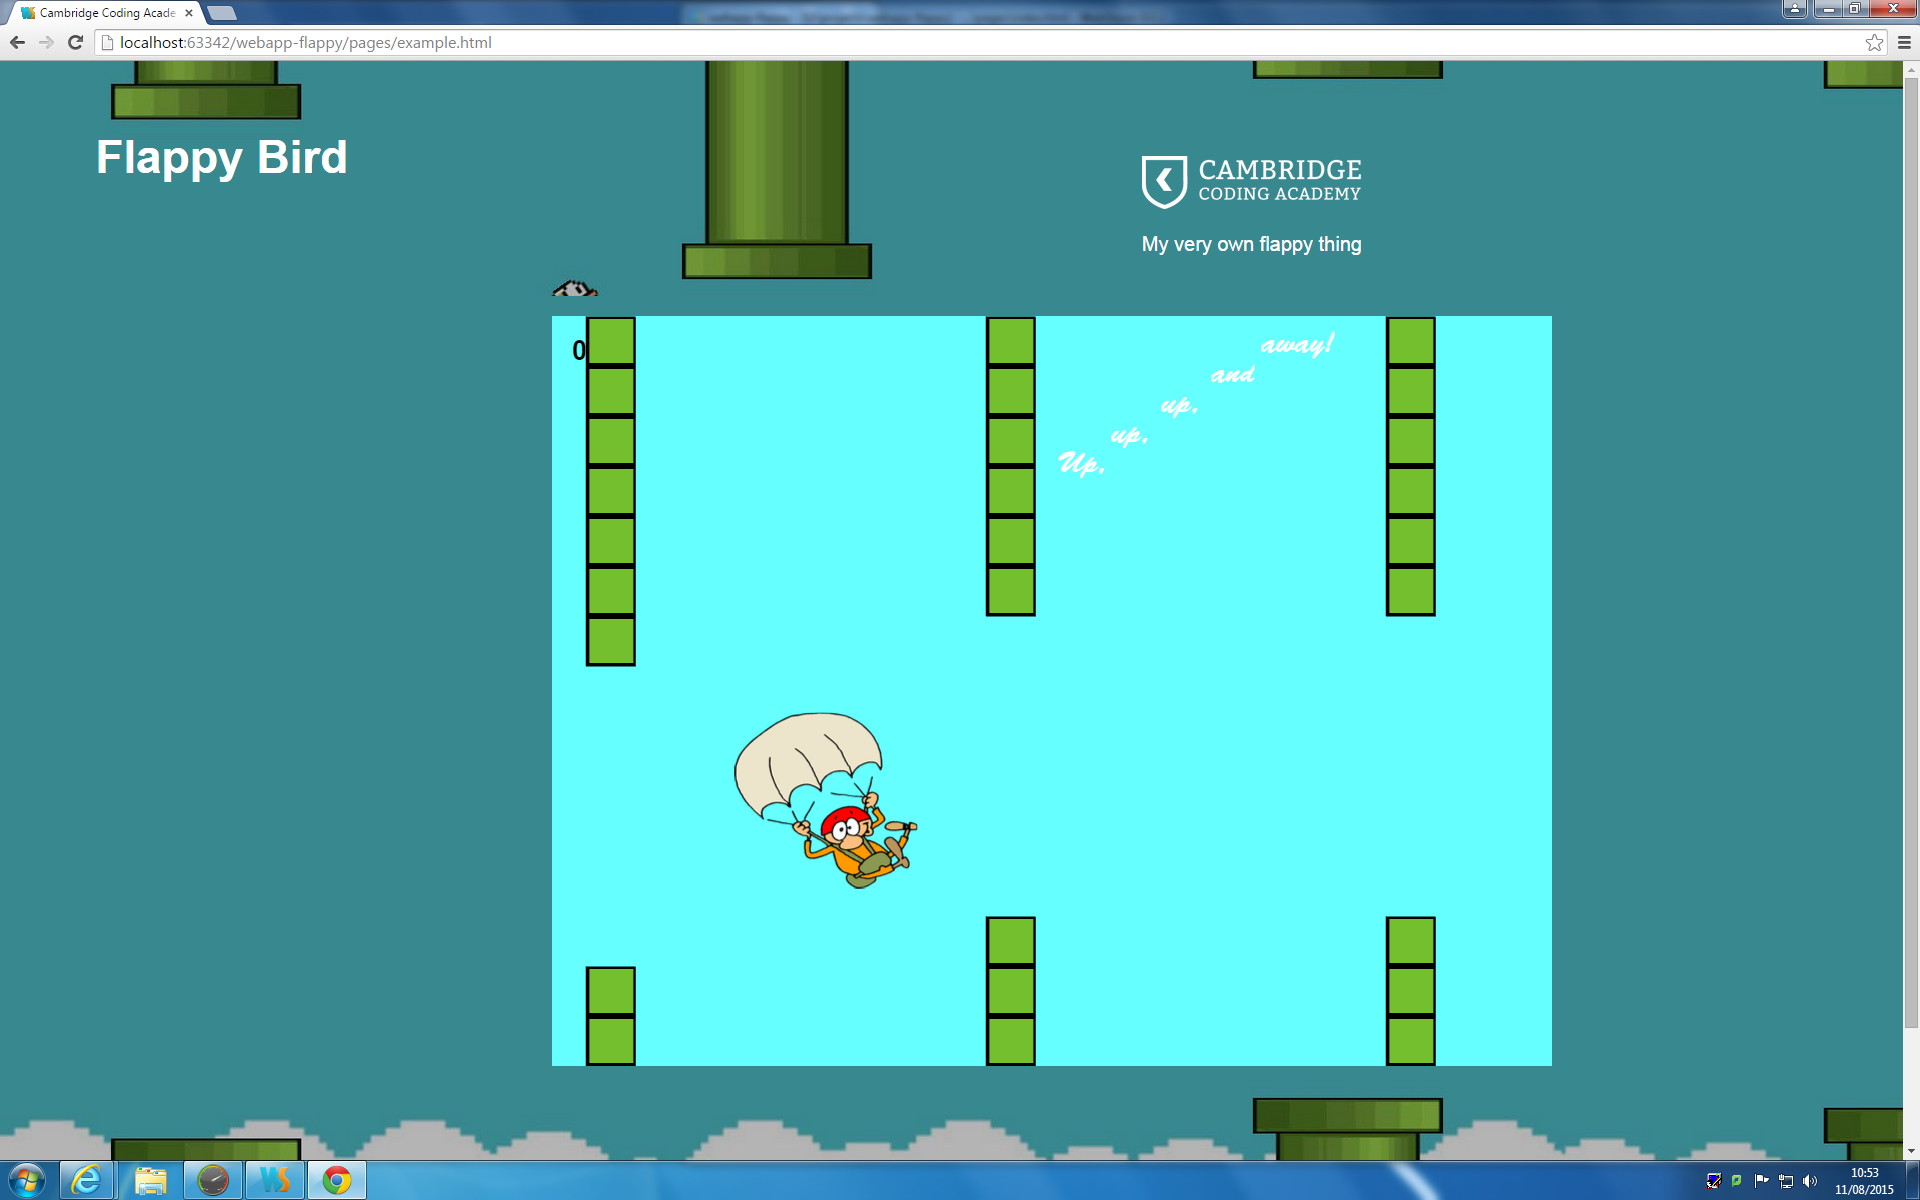 Cambridge Coding Acade
localhost:63342/webapp-flappy/pages/example.html
Flappy Bird
CAMBRIDGE
CODING ACADEMY
My very own flappy thing
0
away!
and
up,
up,
Up,
10:53
11/08/2015